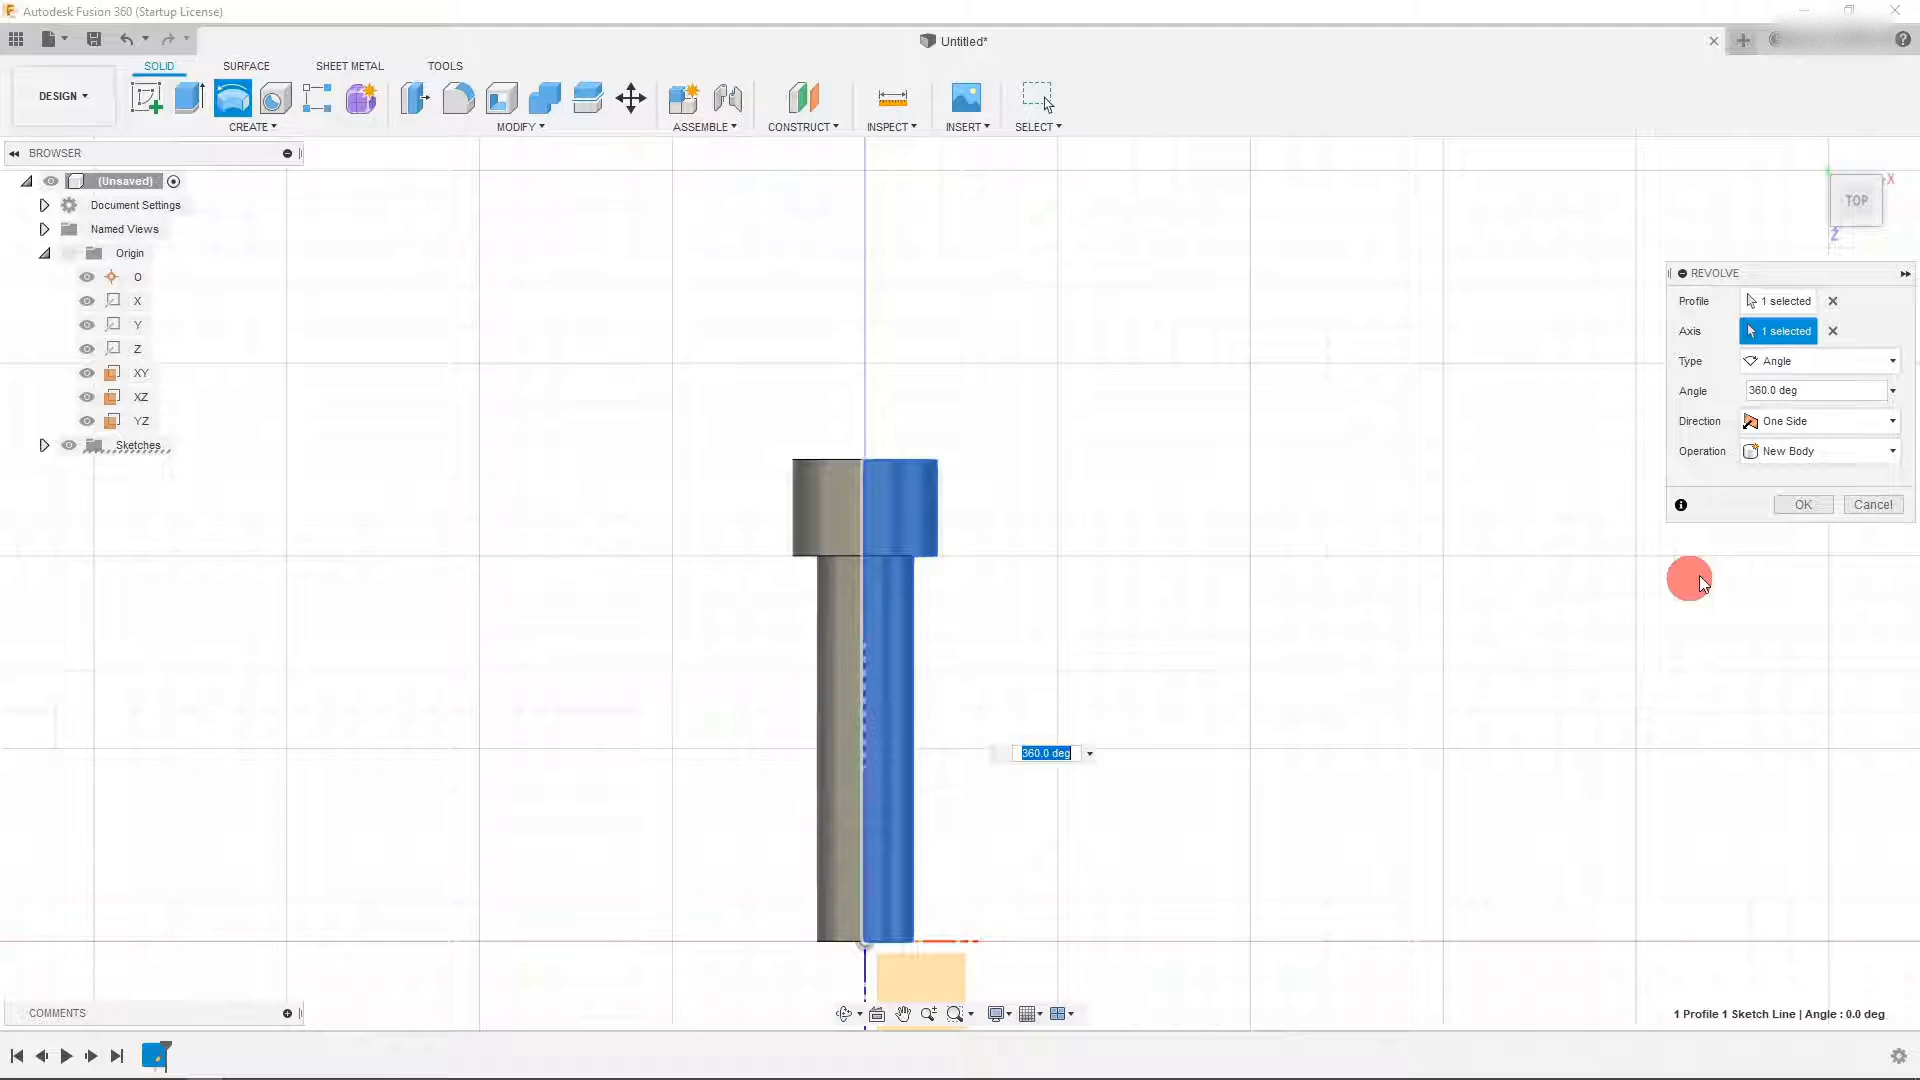 Autodesk Fusion 360 (Startup License)
Untitled*
SOLID SURFACE SHEET METAL TOOLS
DESIGN
CREATE MODIFY ASSEMBLE CONSTRUCT INSPECT INSERT SELECT
BROWSER
(Unsaved)
Document Settings
Named Views
Origin
O
X
Y
Z
XY
XZ
YZ
Sketches
TOP
X
Z
REVOLVE
Profile 1 selected
Axis 1 selected
Type Angle
Angle 360.0 deg
Direction One Side
Operation New Body
OK Cancel
360.0 deg
COMMENTS
1 Profile 1 Sketch Line | Angle : 0.0 deg